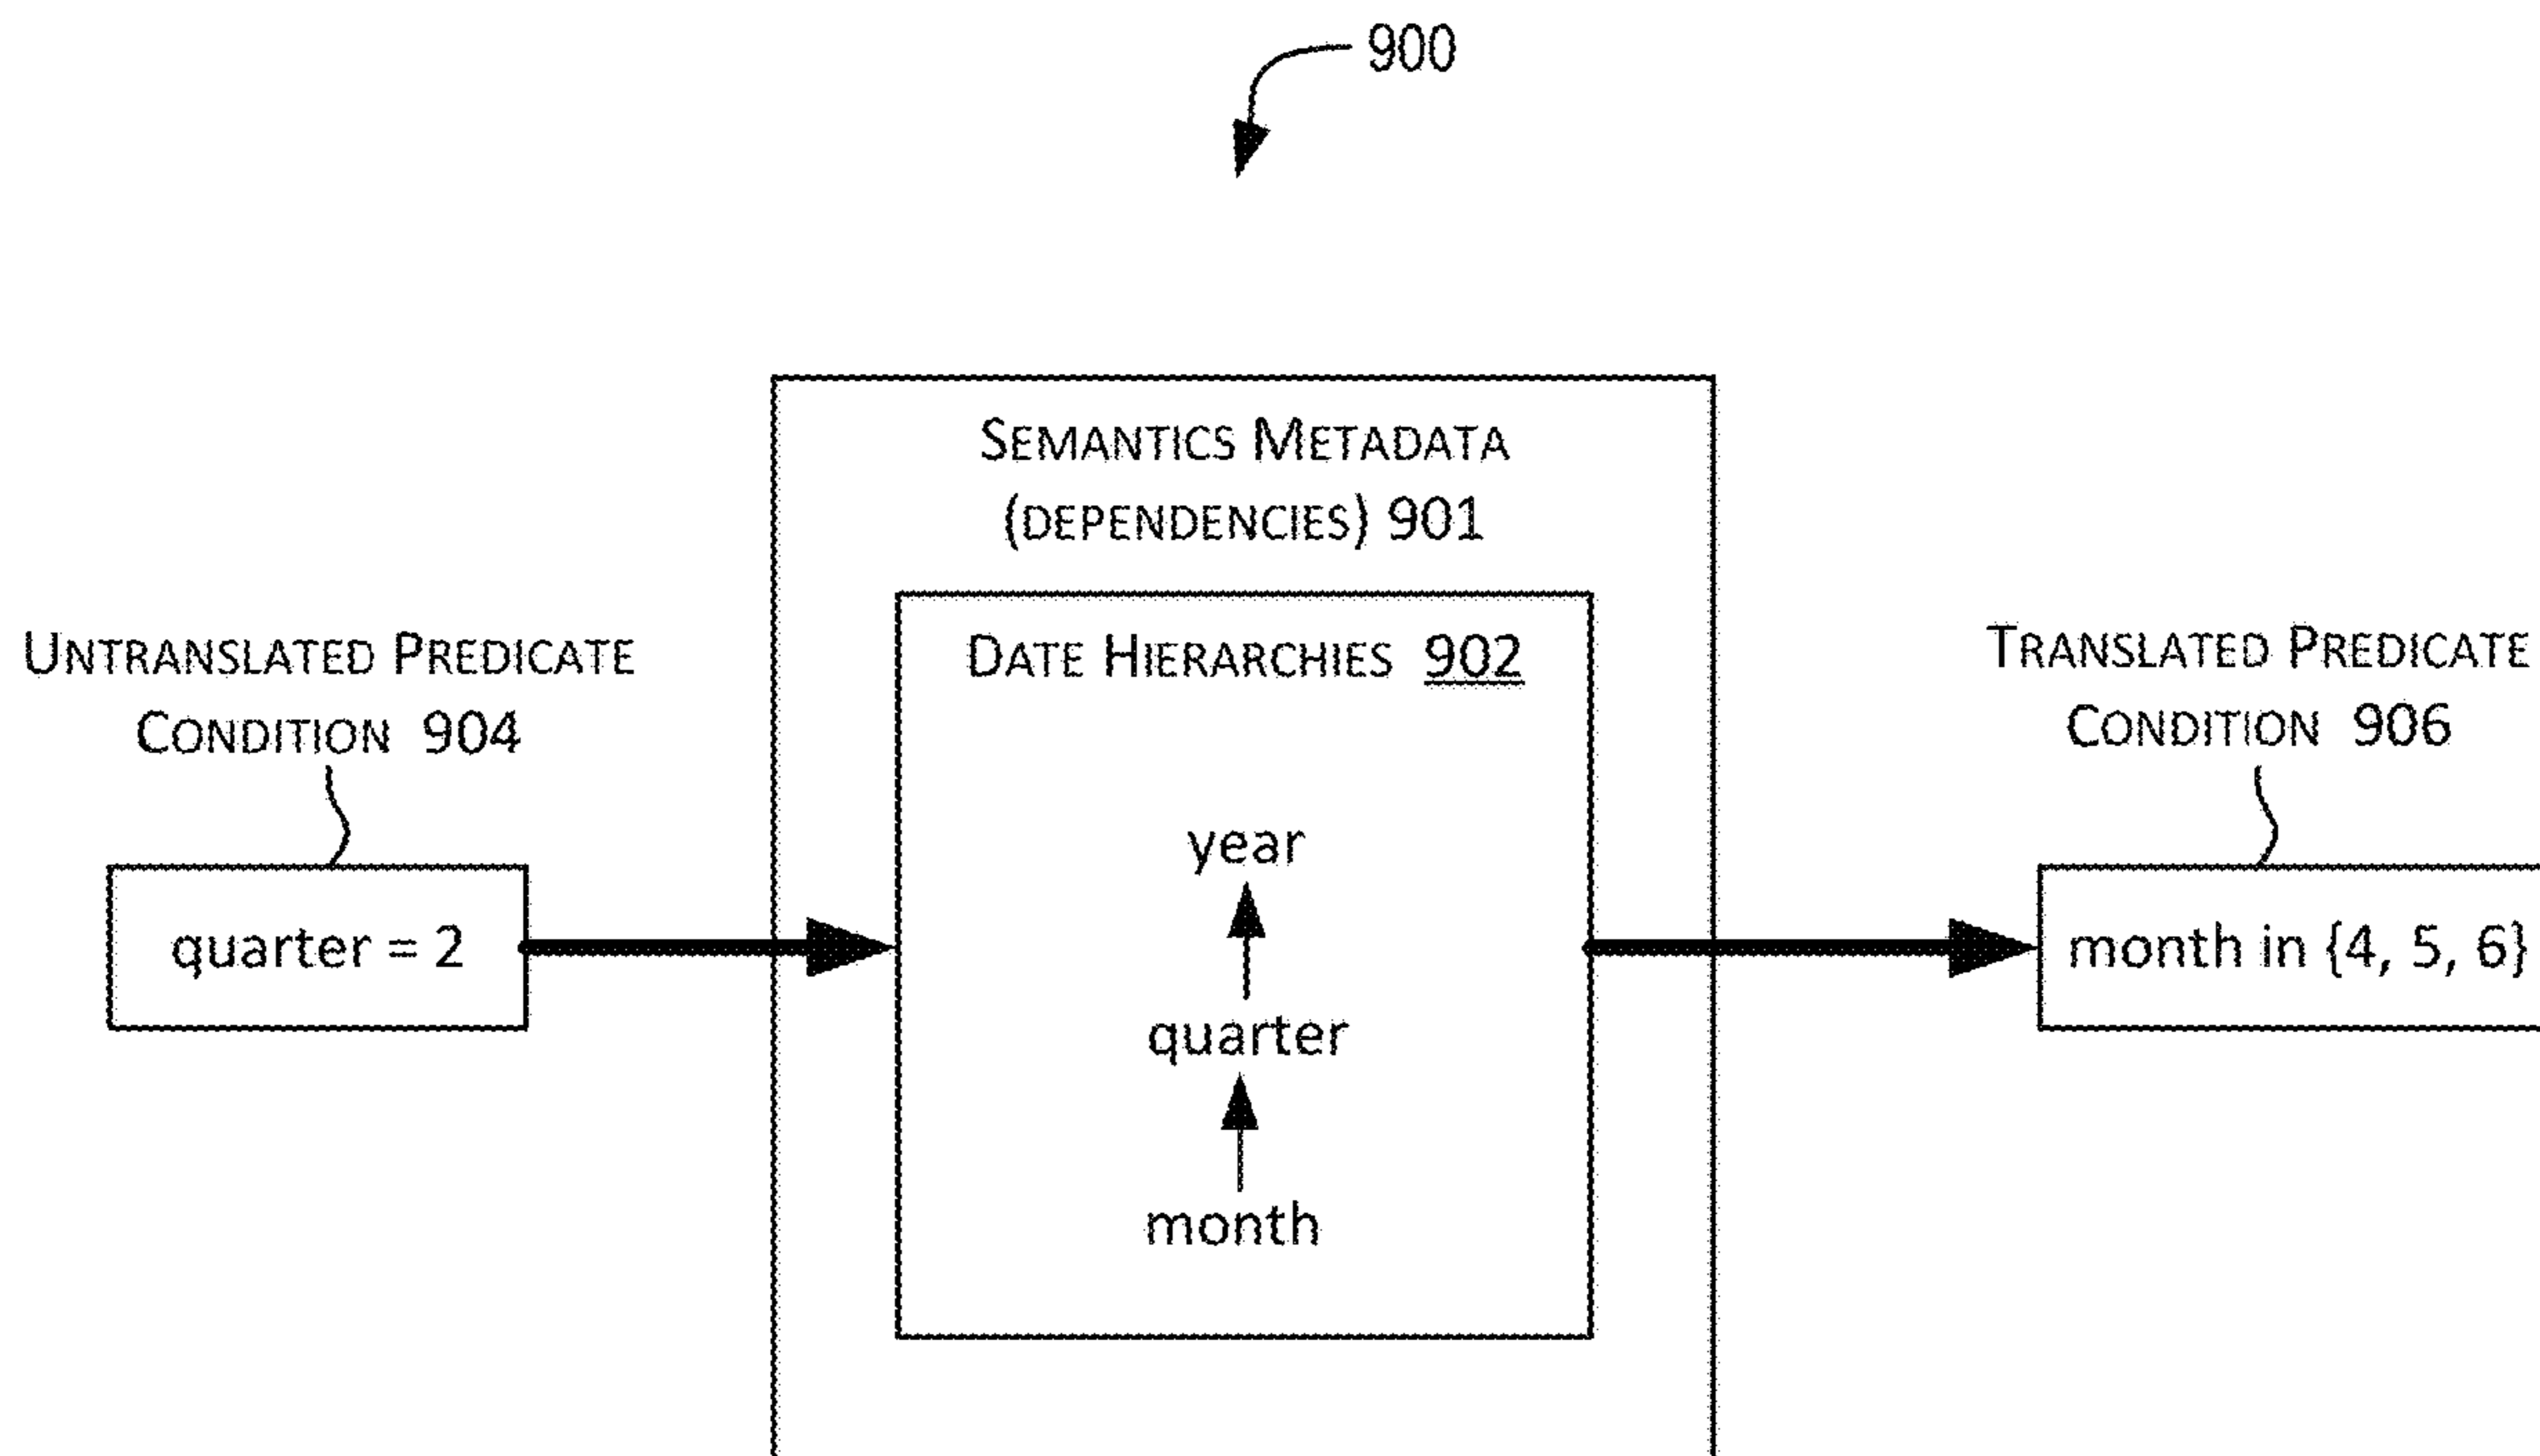 900
SEMANTICS METADATA
(DEPENDENCIES) 901
UNTRANSLATED PREDICATE
CONDITION 904
quarter = 2
DATE HIERARCHIES 902
year
quarter
month
TRANSLATED PREDICATE
CONDITION 906
month in {4, 5, 6}